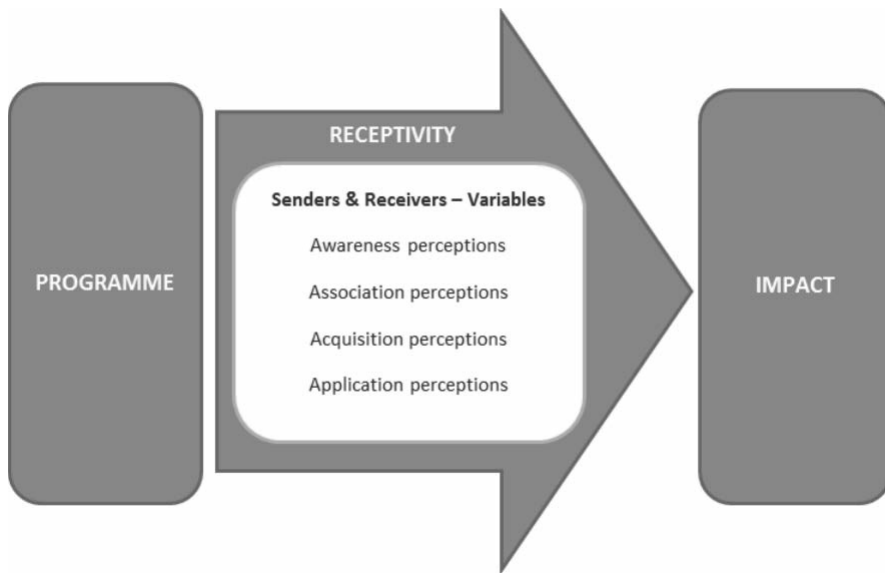 RECEPTIVITY
Senders & Receivers – Variables
Awareness perceptions
Association perceptions
Acquisition perceptions
Application perceptions
PROGRAMME
IMPACT